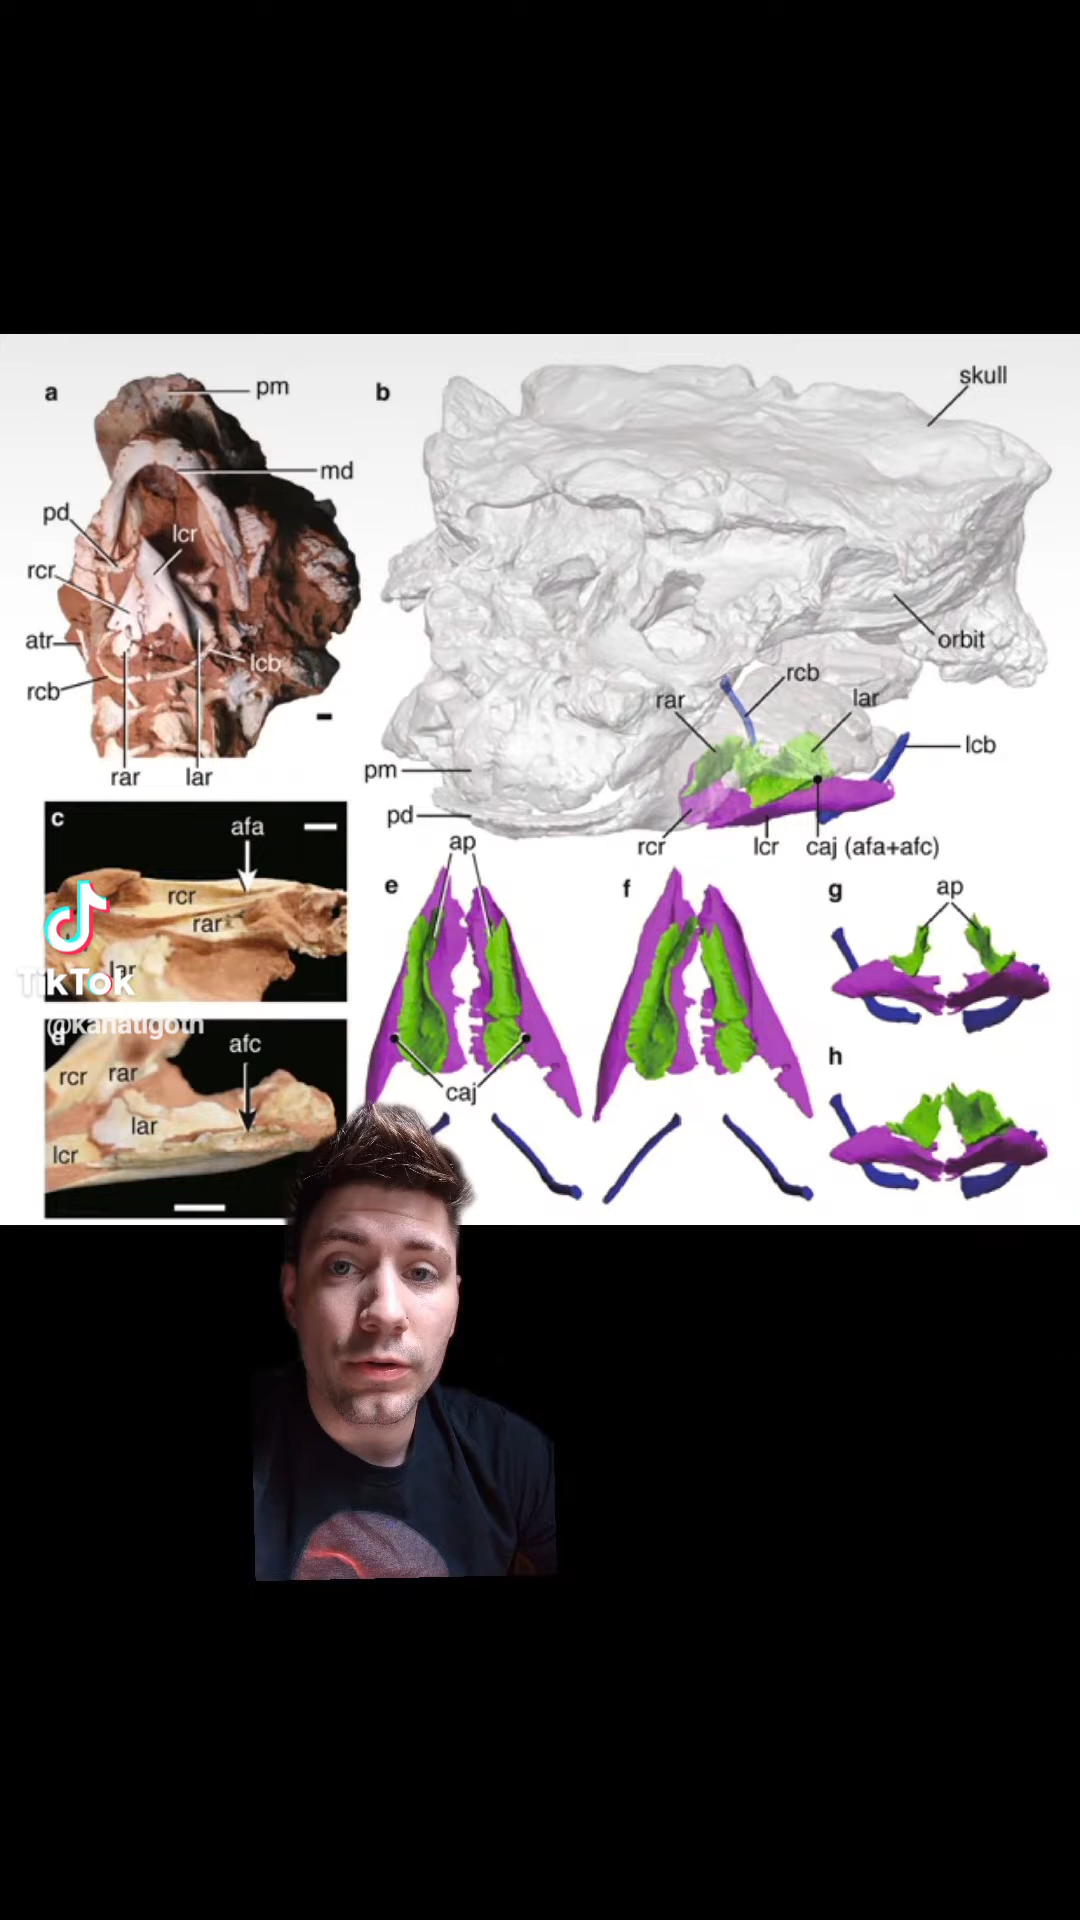 a
pm
md
pd
lcr
rcr
atr
lcb
rcb
rar
lar
b
skull
orbit
rcb
rar
lar
lcb
pm
pd
rcr
lcr
caj (afa+afc)
c
afa
rcr
rar
lar
TikTok
@kanatigoth
d
afc
rcr
rar
lar
lcr
e
ap
caj
f
g
ap
h